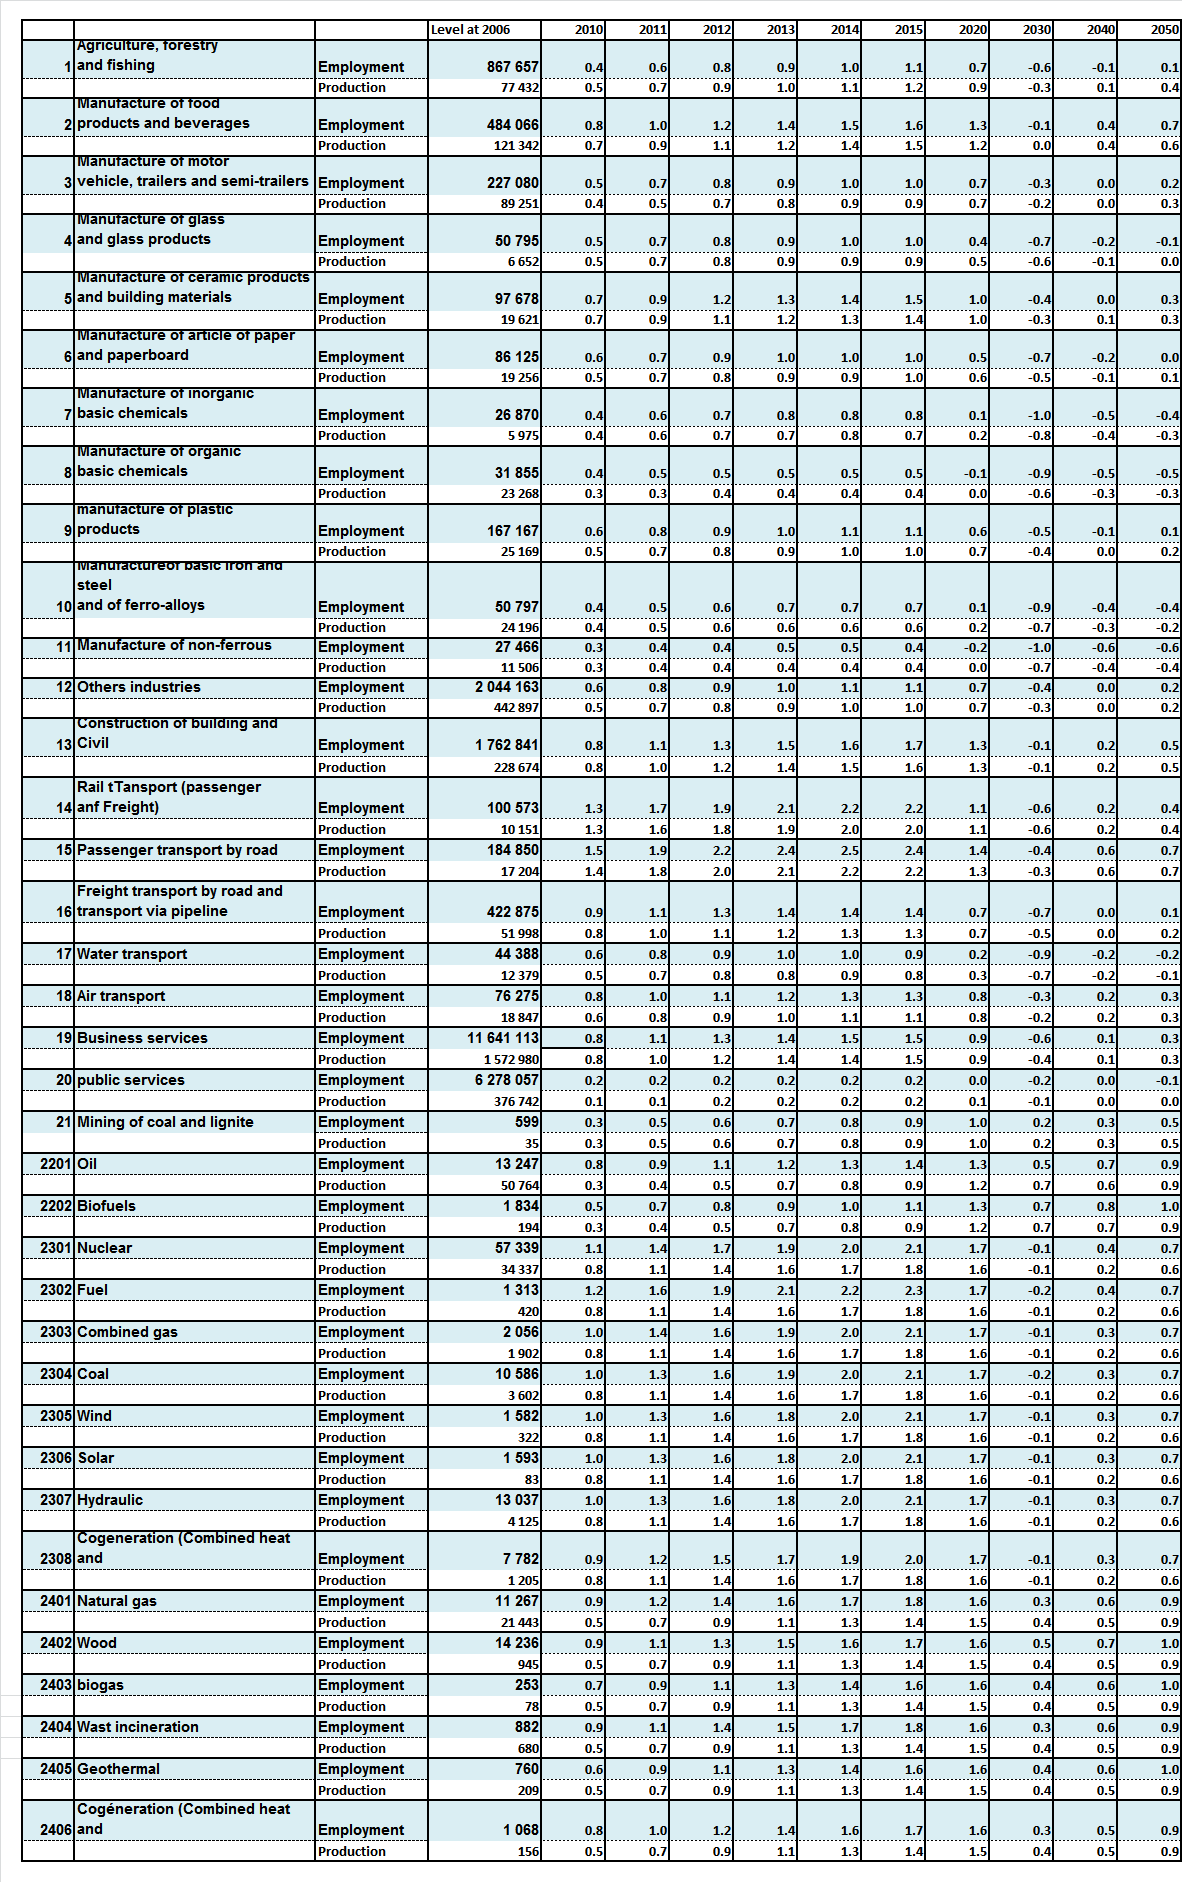 Level at 2006 2010 2011 2012 2013 2014 2015 2020 2030 2040 2050
Agriculture, forestry
1 and fishing Employment 867 657 0.4 0.6 0.8 0.9 1.0 1.1 0.7 -0.6 -0.1 0.1
Production 77 432 0.5 0.7 0.9 1.0 1.1 1.2 0.9 -0.3 0.1 0.4
Manufacture of food
2 products and beverages Employment 484 066 0.8 1.0 1.2 1.4 1.5 1.6 1.3 -0.1 0.4 0.7
Production 121 342 0.7 0.9 1.1 1.2 1.4 1.5 1.2 0.0 0.4 0.6
Manufacture of motor
3 vehicle, trailers and semi-trailers Employment 227 080 0.5 0.7 0.8 0.9 1.0 1.0 0.7 -0.3 0.0 0.2
Production 89 251 0.4 0.5 0.7 0.8 0.9 0.9 0.7 -0.2 0.0 0.3
Manufacture of glass
4 and glass products Employment 50 795 0.5 0.7 0.8 0.9 1.0 1.0 0.4 -0.7 -0.2 -0.1
Production 6 652 0.5 0.7 0.8 0.9 0.9 0.9 0.5 -0.6 -0.1 0.0
Manufacture of ceramic products
5 and building materials Employment 97 678 0.7 0.9 1.2 1.3 1.4 1.5 1.0 -0.4 0.0 0.3
Production 19 621 0.7 0.9 1.1 1.2 1.3 1.4 1.0 -0.3 0.1 0.3
Manufacture of article of paper
6 and paperboard Employment 86 125 0.6 0.7 0.9 1.0 1.0 1.0 0.5 -0.7 -0.2 0.0
Production 19 256 0.5 0.7 0.8 0.9 0.9 1.0 0.6 -0.5 -0.1 0.1
Manufacture of inorganic
7 basic chemicals Employment 26 870 0.4 0.6 0.7 0.8 0.8 0.8 0.1 -1.0 -0.5 -0.4
Production 5 975 0.4 0.6 0.7 0.7 0.8 0.7 0.2 -0.8 -0.4 -0.3
Manufacture of organic
8 basic chemicals Employment 31 855 0.4 0.5 0.5 0.5 0.5 0.5 -0.1 -0.9 -0.5 -0.5
Production 23 268 0.3 0.3 0.4 0.4 0.4 0.4 0.0 -0.6 -0.3 -0.3
manufacture of plastic
9 products Employment 167 167 0.6 0.8 0.9 1.0 1.1 1.1 0.6 -0.5 -0.1 0.1
Production 25 169 0.5 0.7 0.8 0.9 1.0 1.0 0.7 -0.4 0.0 0.2
Manufactureof basic iron and
steel
10 and of ferro-alloys Employment 50 797 0.4 0.5 0.6 0.7 0.7 0.7 0.1 -0.9 -0.4 -0.4
Production 24 196 0.4 0.5 0.6 0.6 0.6 0.6 0.2 -0.7 -0.3 -0.2
11 Manufacture of non-ferrous Employment 27 466 0.3 0.4 0.4 0.5 0.5 0.4 -0.2 -1.0 -0.6 -0.6
Production 11 506 0.3 0.4 0.4 0.4 0.4 0.4 0.0 -0.7 -0.4 -0.4
12 Others industries Employment 2 044 163 0.6 0.8 0.9 1.0 1.1 1.1 0.7 -0.4 0.0 0.2
Production 442 897 0.5 0.7 0.8 0.9 1.0 1.0 0.7 -0.3 0.0 0.2
Construction of building and
13 Civil Employment 1 762 841 0.8 1.1 1.3 1.5 1.6 1.7 1.3 -0.1 0.2 0.5
Production 228 674 0.8 1.0 1.2 1.4 1.5 1.6 1.3 -0.1 0.2 0.5
Rail tTansport (passenger
14 anf Freight) Employment 100 573 1.3 1.7 1.9 2.1 2.2 2.2 1.1 -0.6 0.2 0.4
Production 10 151 1.3 1.6 1.8 1.9 2.0 2.0 1.1 -0.6 0.2 0.4
15 Passenger transport by road Employment 184 850 1.5 1.9 2.2 2.4 2.5 2.4 1.4 -0.4 0.6 0.7
Production 17 204 1.4 1.8 2.0 2.1 2.2 2.2 1.3 -0.3 0.6 0.7
Freight transport by road and
16 transport via pipeline Employment 422 875 0.9 1.1 1.3 1.4 1.4 1.4 0.7 -0.7 0.0 0.1
Production 51 998 0.8 1.0 1.1 1.2 1.3 1.3 0.7 -0.5 0.0 0.2
17 Water transport Employment 44 388 0.6 0.8 0.9 1.0 1.0 0.9 0.2 -0.9 -0.2 -0.2
Production 12 379 0.5 0.7 0.8 0.8 0.9 0.8 0.3 -0.7 -0.2 -0.1
18 Air transport Employment 76 275 0.8 1.0 1.1 1.2 1.3 1.3 0.8 -0.3 0.2 0.3
Production 18 847 0.6 0.8 0.9 1.0 1.1 1.1 0.8 -0.2 0.2 0.3
19 Business services Employment 11 641 113 0.8 1.1 1.3 1.4 1.5 1.5 0.9 -0.6 0.1 0.3
Production 1 572 980 0.8 1.0 1.2 1.4 1.4 1.5 0.9 -0.4 0.1 0.3
20 public services Employment 6 278 057 0.2 0.2 0.2 0.2 0.2 0.2 0.0 -0.2 0.0 -0.1
Production 376 742 0.1 0.1 0.2 0.2 0.2 0.2 0.1 -0.1 0.0 0.0
21 Mining of coal and lignite Employment 599 0.3 0.5 0.6 0.7 0.8 0.9 1.0 0.2 0.3 0.5
Production 35 0.3 0.5 0.6 0.7 0.8 0.9 1.0 0.2 0.3 0.5
2201 Oil Employment 13 247 0.8 0.9 1.1 1.2 1.3 1.4 1.3 0.5 0.7 0.9
Production 50 764 0.3 0.4 0.5 0.7 0.8 0.9 1.2 0.7 0.6 0.9
2202 Biofuels Employment 1 834 0.5 0.7 0.8 0.9 1.0 1.1 1.3 0.7 0.8 1.0
Production 194 0.3 0.4 0.5 0.7 0.8 0.9 1.2 0.7 0.7 0.9
2301 Nuclear Employment 57 339 1.1 1.4 1.7 1.9 2.0 2.1 1.7 -0.1 0.4 0.7
Production 34 337 0.8 1.1 1.4 1.6 1.7 1.8 1.6 -0.1 0.2 0.6
2302 Fuel Employment 1 313 1.2 1.6 1.9 2.1 2.2 2.3 1.7 -0.2 0.4 0.7
Production 420 0.8 1.1 1.4 1.6 1.7 1.8 1.6 -0.1 0.2 0.6
2303 Combined gas Employment 2 056 1.0 1.4 1.6 1.9 2.0 2.1 1.7 -0.1 0.3 0.7
Production 1 902 0.8 1.1 1.4 1.6 1.7 1.8 1.6 -0.1 0.2 0.6
2304 Coal Employment 10 586 1.0 1.3 1.6 1.9 2.0 2.1 1.7 -0.2 0.3 0.7
Production 3 602 0.8 1.1 1.4 1.6 1.7 1.8 1.6 -0.1 0.2 0.6
2305 Wind Employment 1 582 1.0 1.3 1.6 1.8 2.0 2.1 1.7 -0.1 0.3 0.7
Production 322 0.8 1.1 1.4 1.6 1.7 1.8 1.6 -0.1 0.2 0.6
2306 Solar Employment 1 593 1.0 1.3 1.6 1.8 2.0 2.1 1.7 -0.1 0.3 0.7
Production 83 0.8 1.1 1.4 1.6 1.7 1.8 1.6 -0.1 0.2 0.6
2307 Hydraulic Employment 13 037 1.0 1.3 1.6 1.8 2.0 2.1 1.7 -0.1 0.3 0.7
Production 4 125 0.8 1.1 1.4 1.6 1.7 1.8 1.6 -0.1 0.2 0.6
Cogeneration (Combined heat
2308 and Employment 7 782 0.9 1.2 1.5 1.7 1.9 2.0 1.7 -0.1 0.3 0.7
Production 1 205 0.8 1.1 1.4 1.6 1.7 1.8 1.6 -0.1 0.2 0.6
2401 Natural gas Employment 11 267 0.9 1.2 1.4 1.6 1.7 1.8 1.6 0.3 0.6 0.9
Production 21 443 0.5 0.7 0.9 1.1 1.3 1.4 1.5 0.4 0.5 0.9
2402 Wood Employment 14 236 0.9 1.1 1.3 1.5 1.6 1.7 1.6 0.5 0.7 1.0
Production 945 0.5 0.7 0.9 1.1 1.3 1.4 1.5 0.4 0.5 0.9
2403 biogas Employment 253 0.7 0.9 1.1 1.3 1.4 1.6 1.6 0.4 0.6 1.0
Production 78 0.5 0.7 0.9 1.1 1.3 1.4 1.5 0.4 0.5 0.9
2404 Wast incineration Employment 882 0.9 1.1 1.4 1.5 1.7 1.8 1.6 0.3 0.6 0.9
Production 680 0.5 0.7 0.9 1.1 1.3 1.4 1.5 0.4 0.5 0.9
2405 Geothermal Employment 760 0.6 0.9 1.1 1.3 1.4 1.6 1.6 0.4 0.6 1.0
Production 209 0.5 0.7 0.9 1.1 1.3 1.4 1.5 0.4 0.5 0.9
Cogéneration (Combined heat
2406 and Employment 1 068 0.8 1.0 1.2 1.4 1.6 1.7 1.6 0.3 0.5 0.9
Production 156 0.5 0.7 0.9 1.1 1.3 1.4 1.5 0.4 0.5 0.9